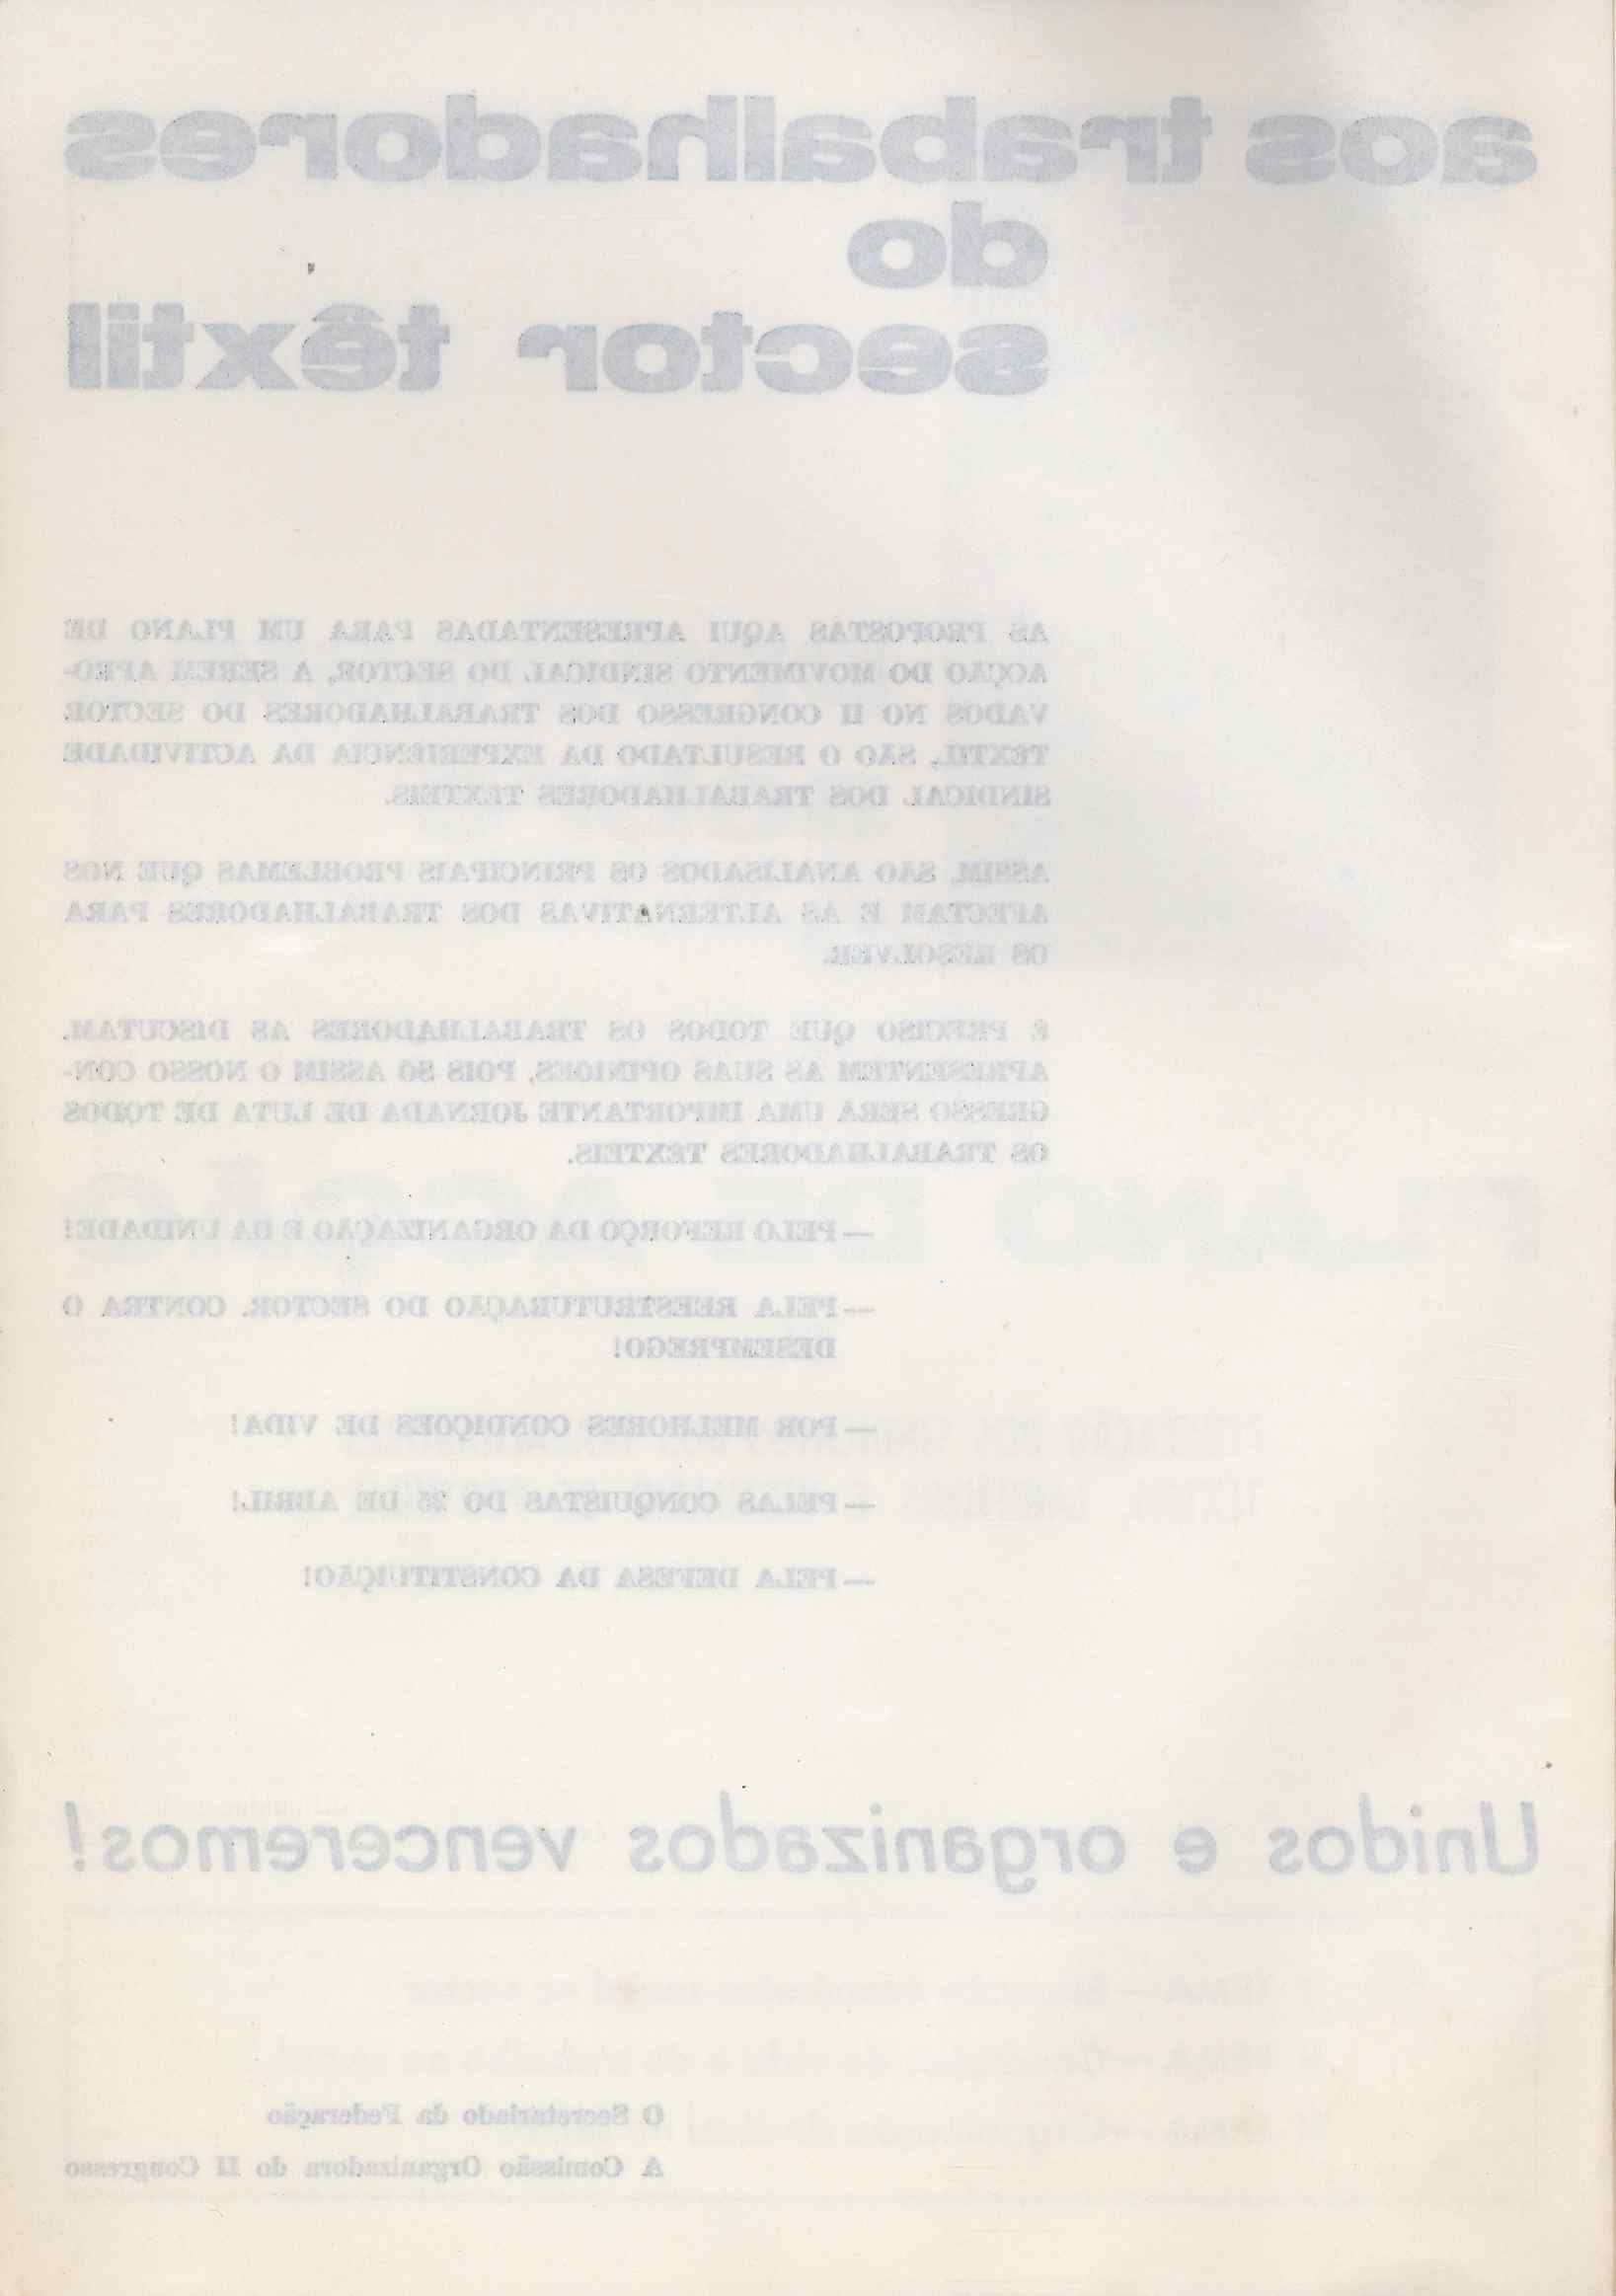 aos trabalhadores
do
sector têxtil
AS PROPOSTAS AQUI APRESENTADAS PARA UM PLANO DE
ACÇÃO DO MOVIMENTO SINDICAL DO SECTOR, A SEREM APRO-
VADOS NO II CONGRESSO DOS TRABALHADORES DO SECTOR
TÊXTIL, SÃO O RESULTADO DA EXPERIÊNCIA DA ACTIVIDADE
SINDICAL DOS TRABALHADORES TÊXTEIS.
ASSIM, SÃO ANALISADOS OS PRINCIPAIS PROBLEMAS QUE NOS
AFECTAM E AS ALTERNATIVAS DOS TRABALHADORES PARA
OS RESOLVER.
É PRECISO QUE TODOS OS TRABALHADORES AS DISCUTAM,
APRESENTEM AS SUAS OPINIÕES, POIS SÓ ASSIM O NOSSO CON-
GRESSO SERÁ UMA IMPORTANTE JORNADA DE LUTA DE TODOS
OS TRABALHADORES TÊXTEIS.
— PELO REFORÇO DA ORGANIZAÇÃO E DA UNIDADE!
— PELA REESTRUTURAÇÃO DO SECTOR. CONTRA O
DESEMPREGO!
— POR MELHORES CONDIÇÕES DE VIDA!
— PELAS CONQUISTAS DO 25 DE ABRIL!
— PELA DEFESA DA CONSTITUIÇÃO!
Unidos e organizados venceremos!
O Secretariado da Federação
A Comissão Organizadora do II Congresso